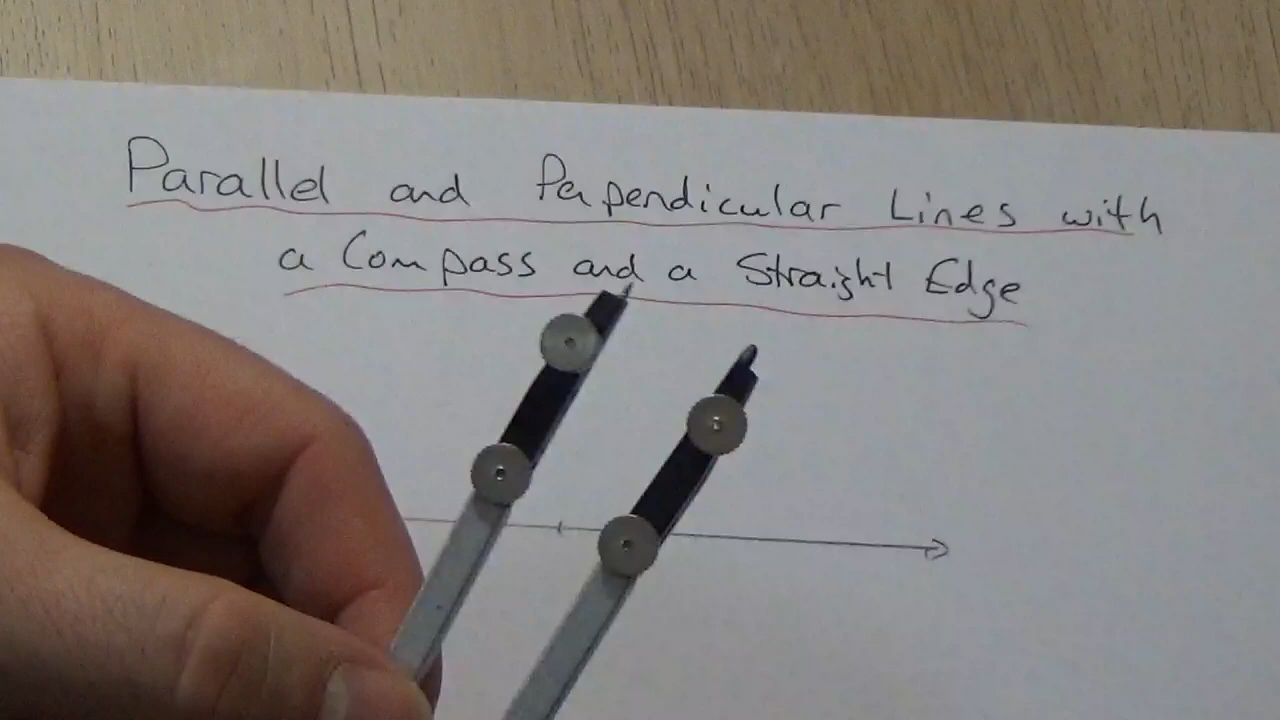 Parallel and Perpendicular Lines with
a Compass and a Straight Edge